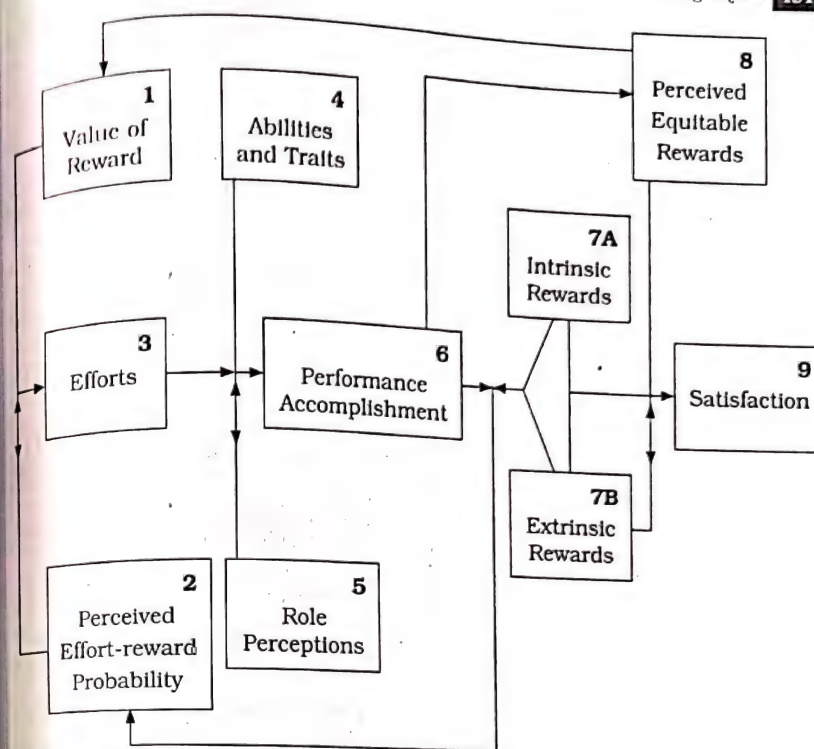 1
Value of
Reward
4
Abilities
and Traits
8
Perceived
Equitable
Rewards
7A
Intrinsic
Rewards
3
Efforts
6
Performance
Accomplishment
9
Satisfaction
7B
Extrinsic
Rewards
2
Perceived
Effort-reward
Probability
5
Role
Perceptions